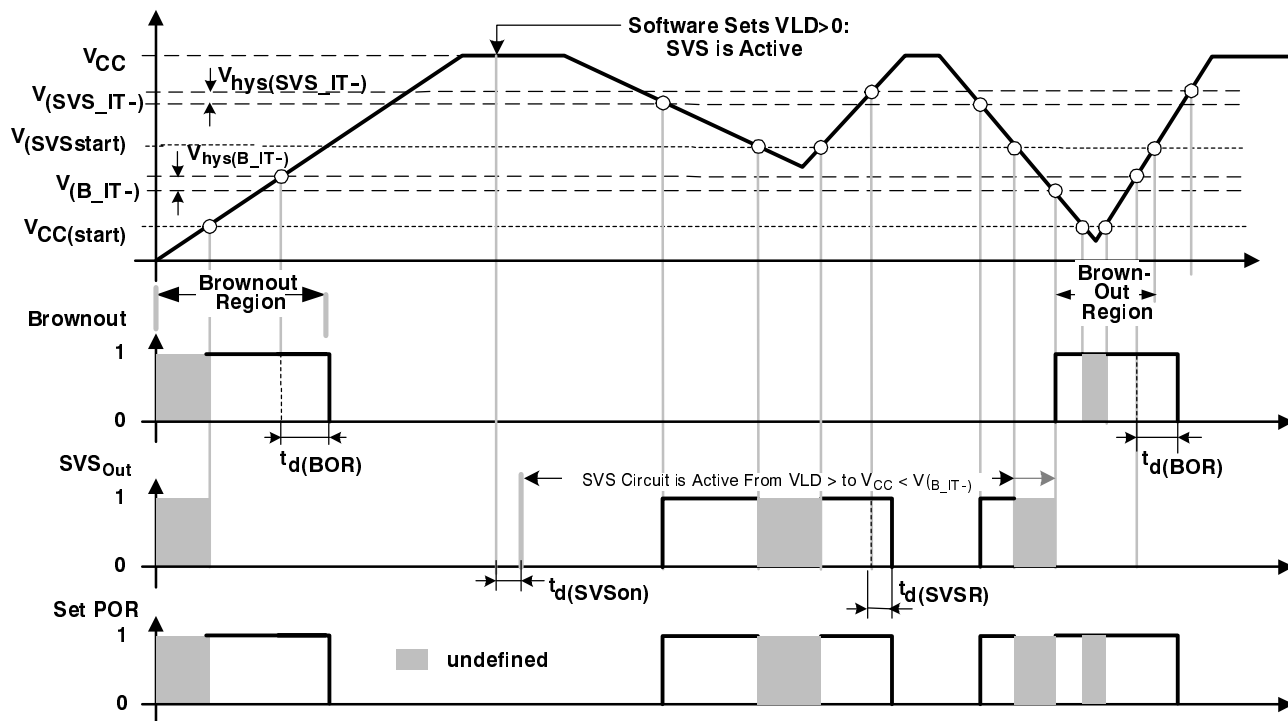 Software Sets VLD>0:
SVS is Active
VCC
Vhys(SVS_IT-)
V(SVS_IT-)
V(SVSstart)
Vhys(B_IT-)
V(B_IT-)
VCC(start)
Brownout
Region
Brown-
Out
Region
Brownout
1
0
td(BOR)
td(BOR)
SVSOut
SVS Circuit is Active From VLD > to VCC < V(B_IT-)
1
0
td(SVSon)
td(SVSR)
Set POR
1
undefined
0